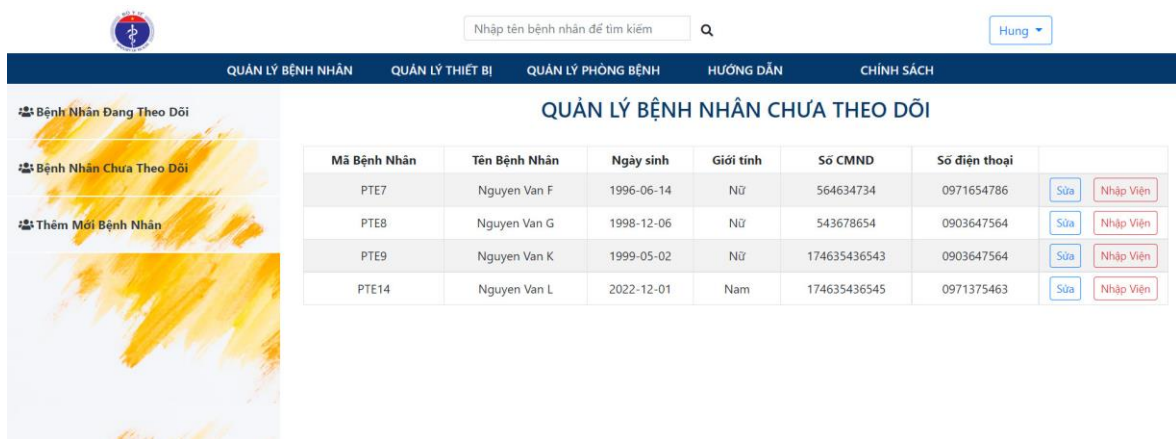 BỘ Y TẾ
Nhập tên bệnh nhân để tìm kiếm
Hung
QUẢN LÝ BỆNH NHÂN QUẢN LÝ THIẾT BỊ QUẢN LÝ PHÒNG BỆNH HƯỚNG DẪN CHÍNH SÁCH
Bệnh Nhân Đang Theo Dõi
Bệnh Nhân Chưa Theo Dõi
Thêm Mới Bệnh Nhân
QUẢN LÝ BỆNH NHÂN CHƯA THEO DÕI
Mã Bệnh Nhân Tên Bệnh Nhân Ngày sinh Giới tính Số CMND Số điện thoại
PTE7 Nguyen Van F 1996-06-14 Nữ 564634734 0971654786 Sửa Nhập Viện
PTE8 Nguyen Van G 1998-12-06 Nữ 543678654 0903647564 Sửa Nhập Viện
PTE9 Nguyen Van K 1999-05-02 Nữ 174635436543 0903647564 Sửa Nhập Viện
PTE14 Nguyen Van L 2022-12-01 Nam 174635436545 0971375463 Sửa Nhập Viện